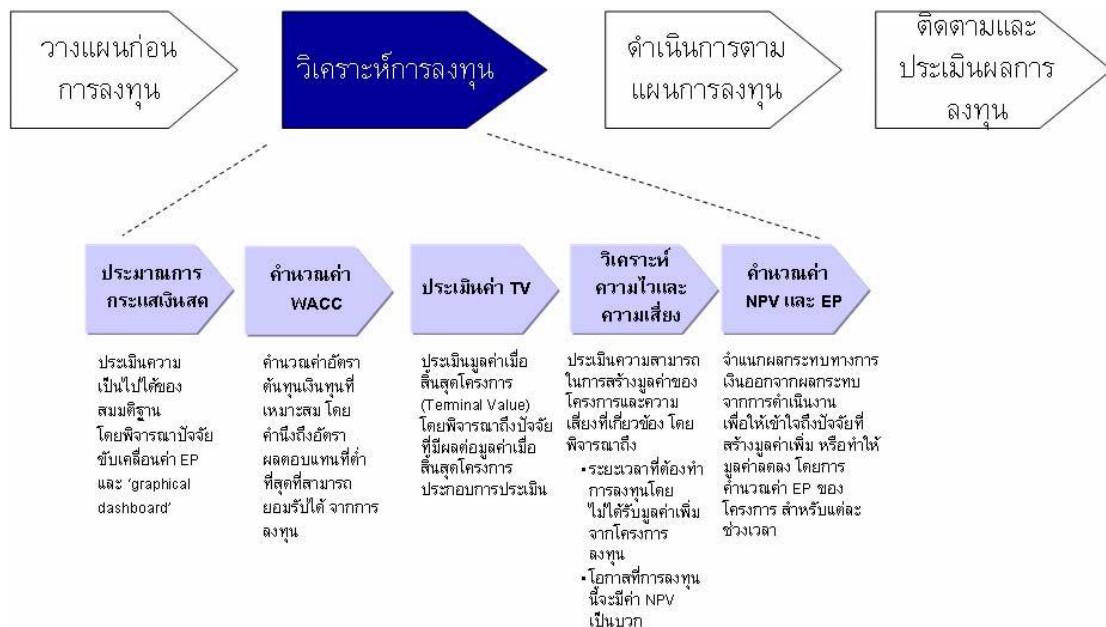 วางแผนก่อน
การลงทุน
วิเคราะห์การลงทุน
ดำเนินการตาม
แผนการลงทุน
ติดตามและ
ประเมินผลการ
ลงทุน
ประมาณการ
กระแสเงินสด
ประเมินความ
เป็นไปได้ของ
สมมติฐาน
โดยพิจารณาปัจจัย
ขับเคลื่อนค่า EP
และ ‘graphical
dashboard’
คำนวณค่า
WACC
คำนวณค่าอัตรา
ต้นทุนเงินทุนที่
เหมาะสม โดย
คำนึงถึงอัตรา
ผลตอบแทนที่ต่ำ
ที่สุดที่สามารถ
ยอมรับได้ จากการ
ลงทุน
ประเมินค่า TV
ประเมินมูลค่าเมื่อ
สิ้นสุดโครงการ
(Terminal Value)
โดยพิจารณาถึงปัจจัย
ที่มีผลต่อมูลค่าเมื่อ
สิ้นสุดโครงการ
ประกอบการประเมิน
วิเคราะห์
ความไวและ
ความเสี่ยง
ประเมินความสามารถ
ในการสร้างมูลค่าของ
โครงการและความ
เสี่ยงที่เกี่ยวข้อง โดย
พิจารณาถึง
▪ ระยะเวลาที่ต้องทำ
การลงทุนโดย
ไม่ได้รับมูลค่าเพิ่ม
จากโครงการ
ลงทุน
▪ โอกาสที่การลงทุน
นี้จะมีค่า NPV
เป็นบวก
คำนวณค่า
NPV และ EP
จำแนกผลกระทบทางการ
เงินออกจากผลกระทบ
จากการดำเนินงาน
เพื่อให้เข้าใจถึงปัจจัยที่
สร้างมูลค่าเพิ่ม หรือทำให้
มูลค่าลดลง โดยการ
คำนวณค่า EP ของ
โครงการ สำหรับแต่ละ
ช่วงเวลา